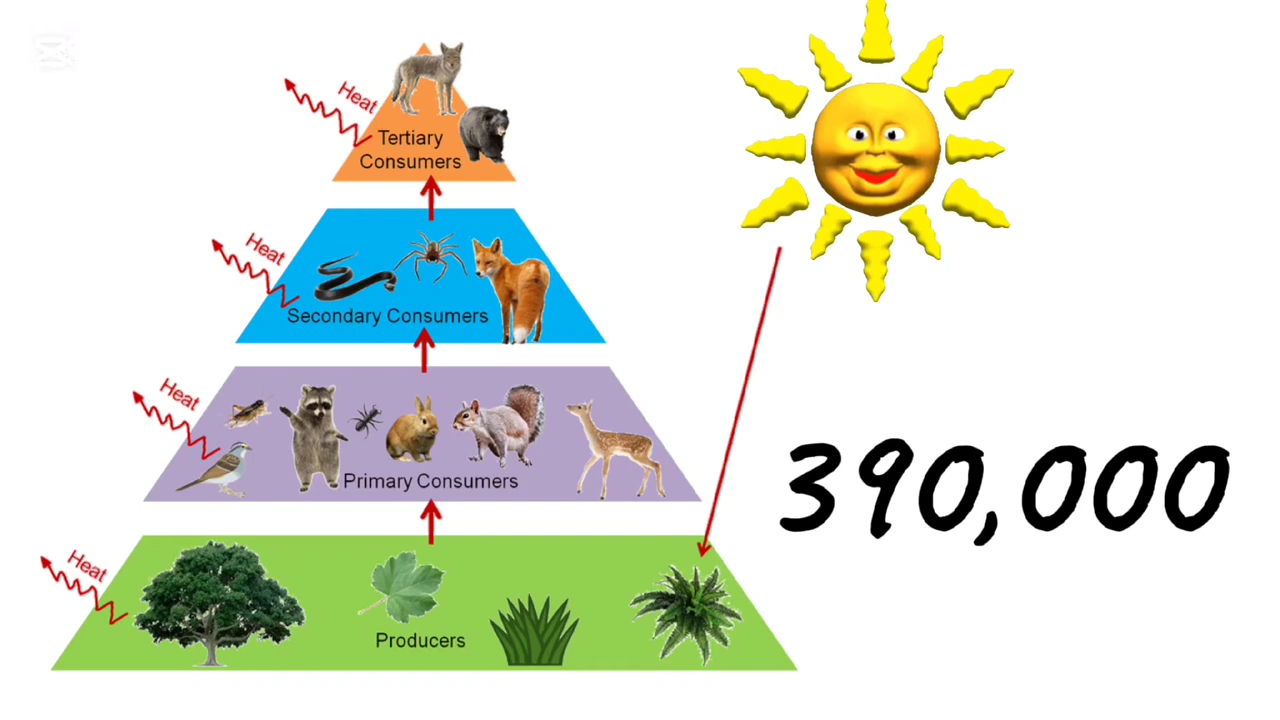 Heat
Tertiary
Consumers
Heat
Secondary Consumers
Heat
Primary Consumers
390,000
Heat
Producers